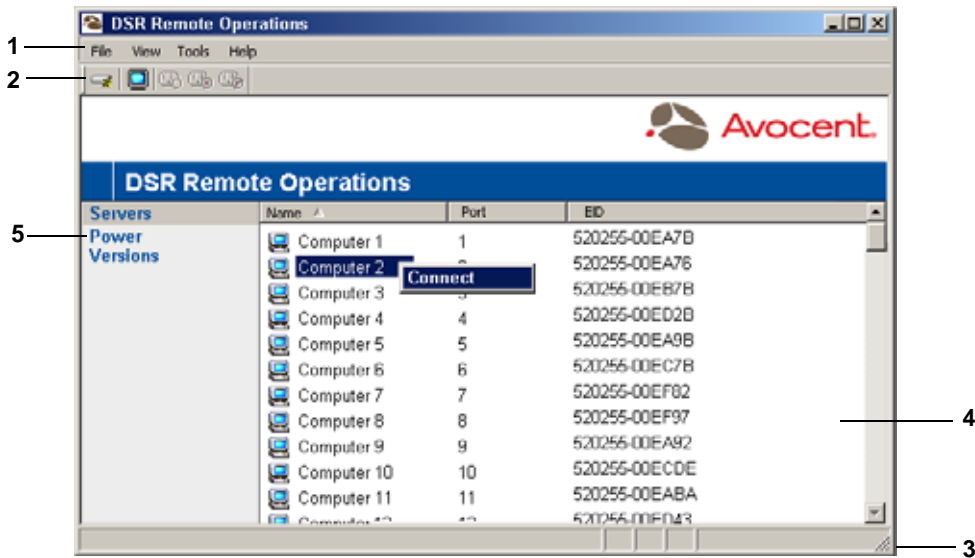 DSR Remote Operations
1
File View Tools Help
2
Avocent.
DSR Remote Operations
Servers Name Port EID
5
Power
Versions
Computer 1 1 520255-00EA7B
Computer 2 520255-00EA76
Connect
Computer 3 520255-00EB7B
Computer 4 4 520255-00ED2B
Computer 5 5 520255-00EA9B
Computer 6 6 520255-00EC7B
Computer 7 7 520255-00EF82
Computer 8 8 520255-00EF97
4
Computer 9 9 520255-00EA92
Computer 10 10 520255-00ECDE
Computer 11 11 520255-00EABA
3